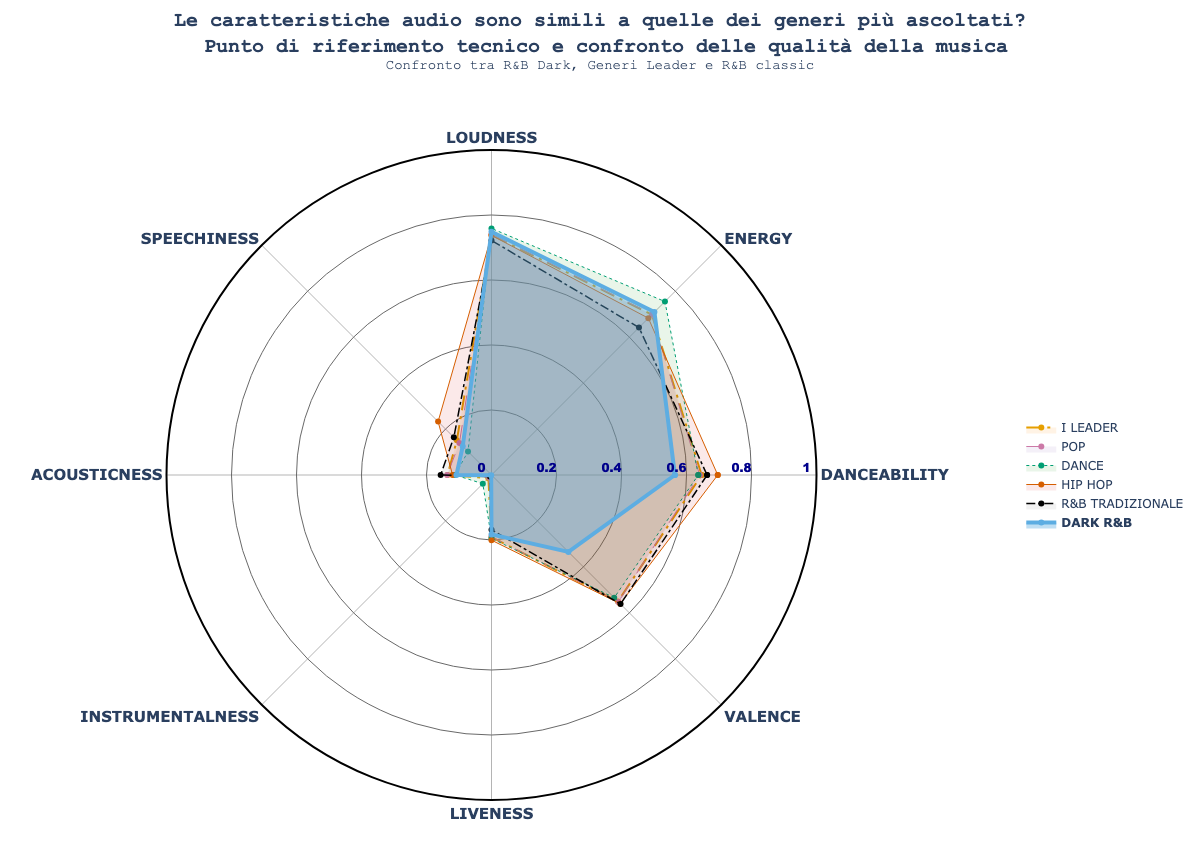 Le caratteristiche audio sono simili a quelle dei generi più ascoltati?
Punto di riferimento tecnico e confronto delle qualità della musica
Confronto tra R&B Dark, Generi Leader e R&B classic
LOUDNESS
SPEECHINESS
ENERGY
ACOUSTICNESS
0
0.2
0.4
0.6
0.8
1
DANCEABILITY
INSTRUMENTALNESS
VALENCE
LIVENESS
I LEADER
POP
DANCE
HIP HOP
R&B TRADIZIONALE
DARK R&B